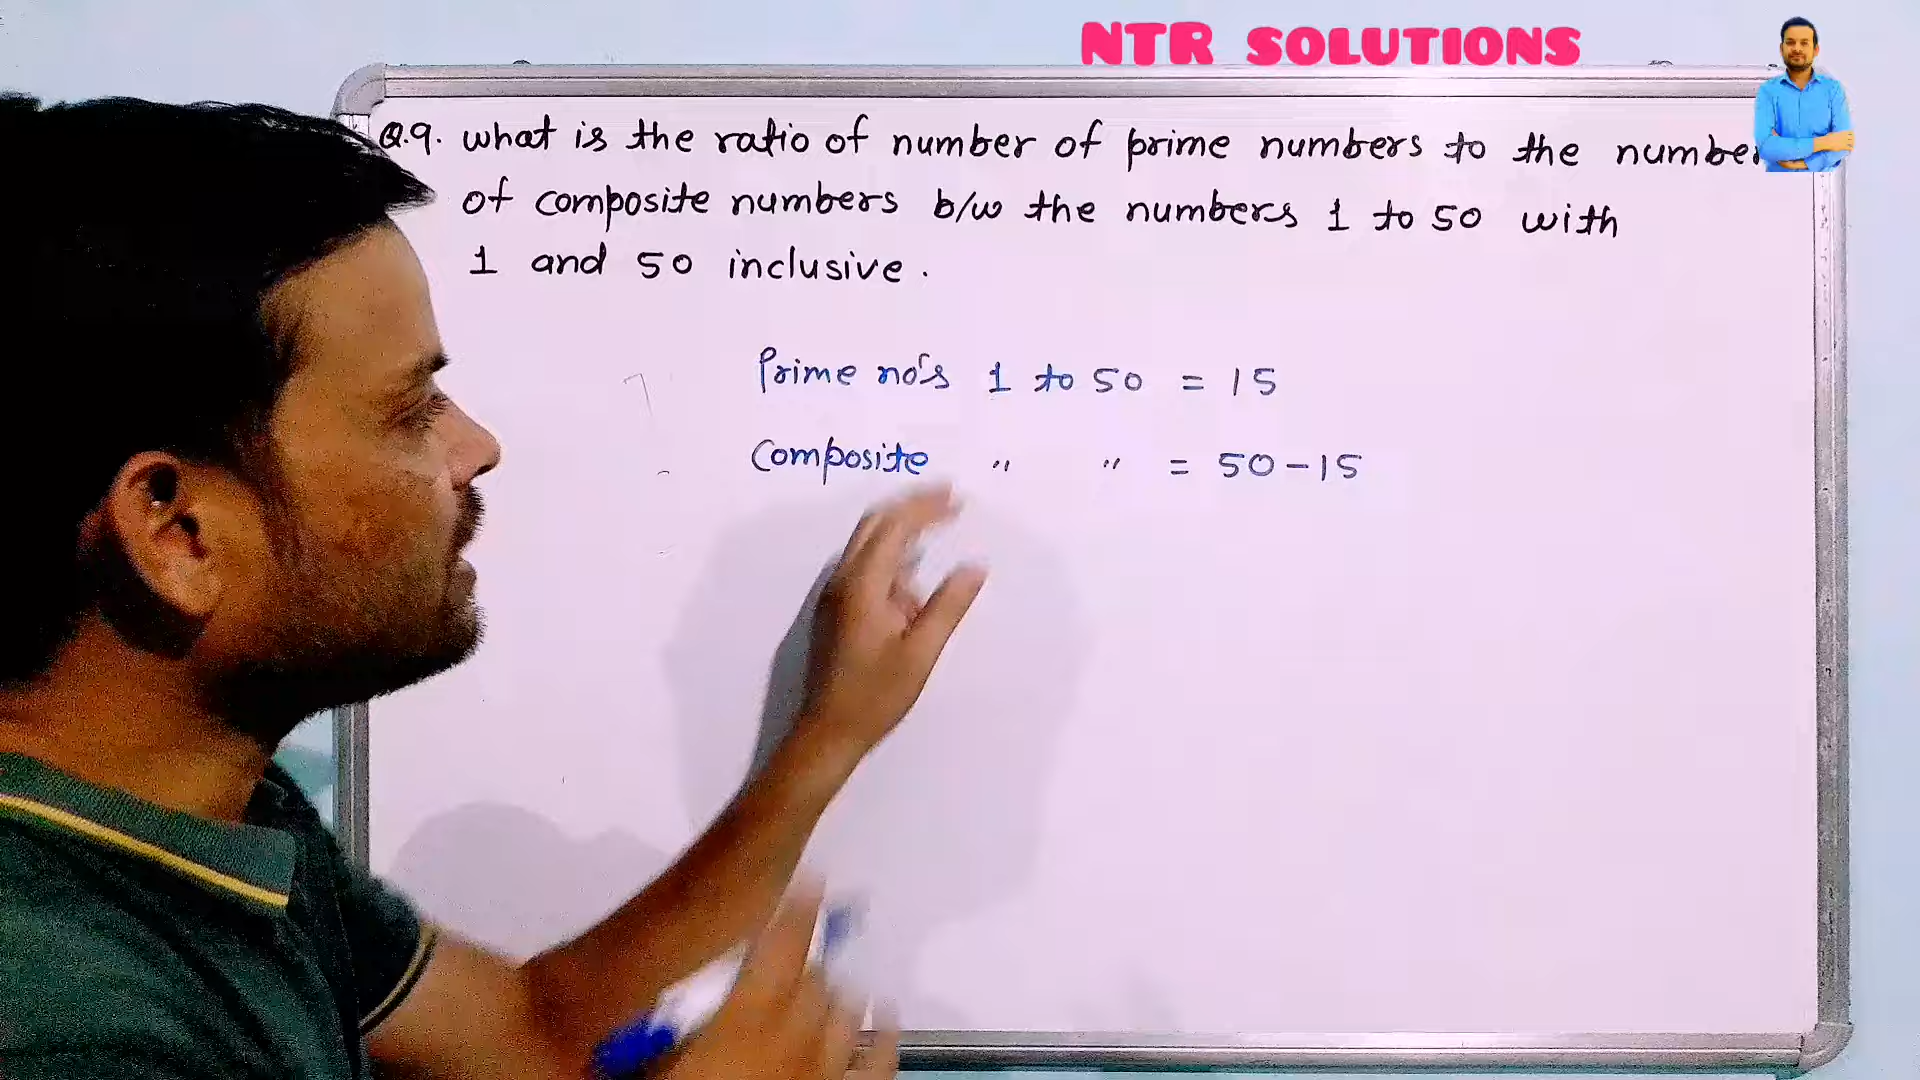 NTR SOLUTIONS
Q.9. what is the ratio of number of prime numbers to the number
of composite numbers b/w the numbers 1 to 50 with
1 and 50 inclusive.
Prime no's 1 to 50 = 15
Composite " " = 50-15